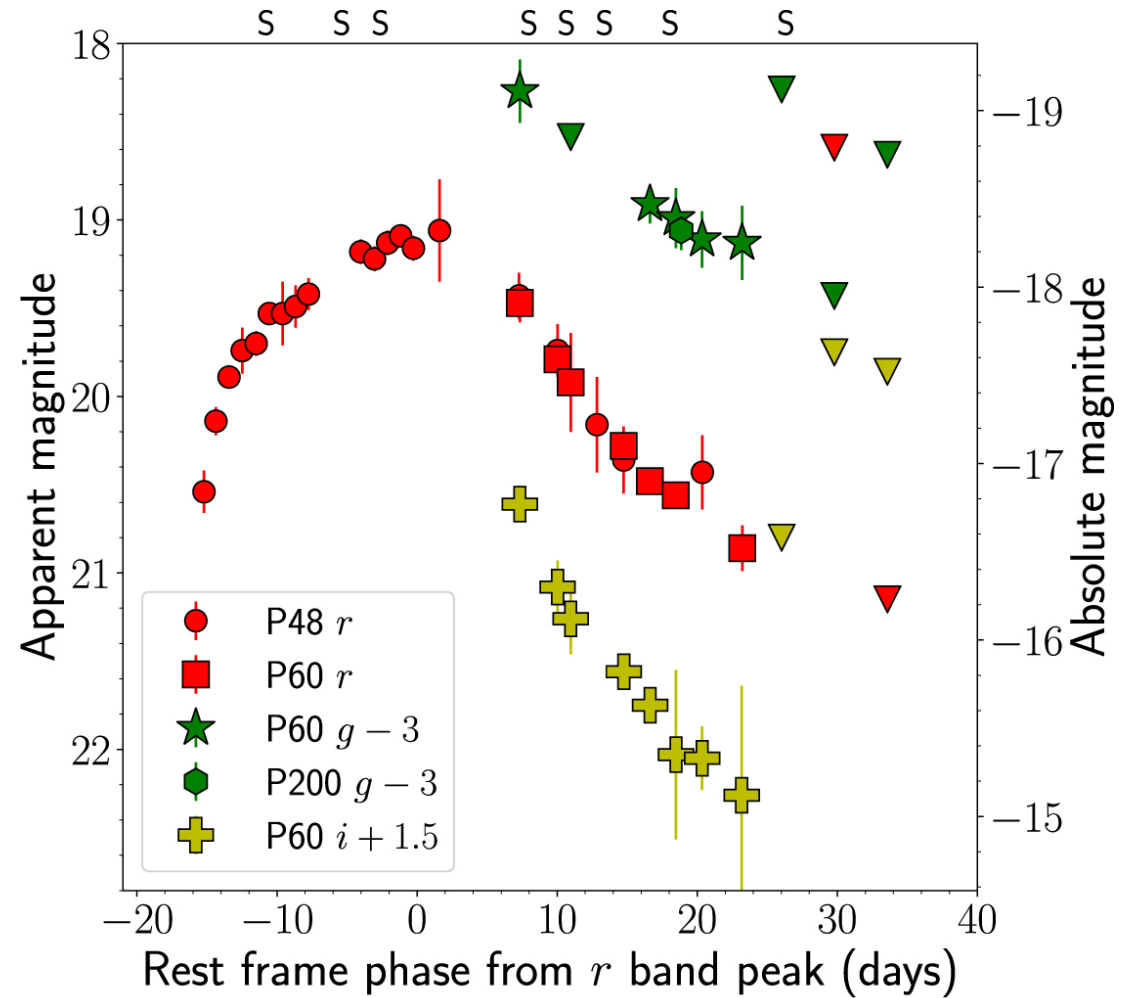 S S S S S S S S
18
19
20
21
22
−19
−18
−17
−16
−15
Apparent magnitude
Absolute magnitude
P48 r
P60 r
P60 g − 3
P200 g − 3
P60 i + 1.5
−20 −10 0 10 20 30 40
Rest frame phase from r band peak (days)